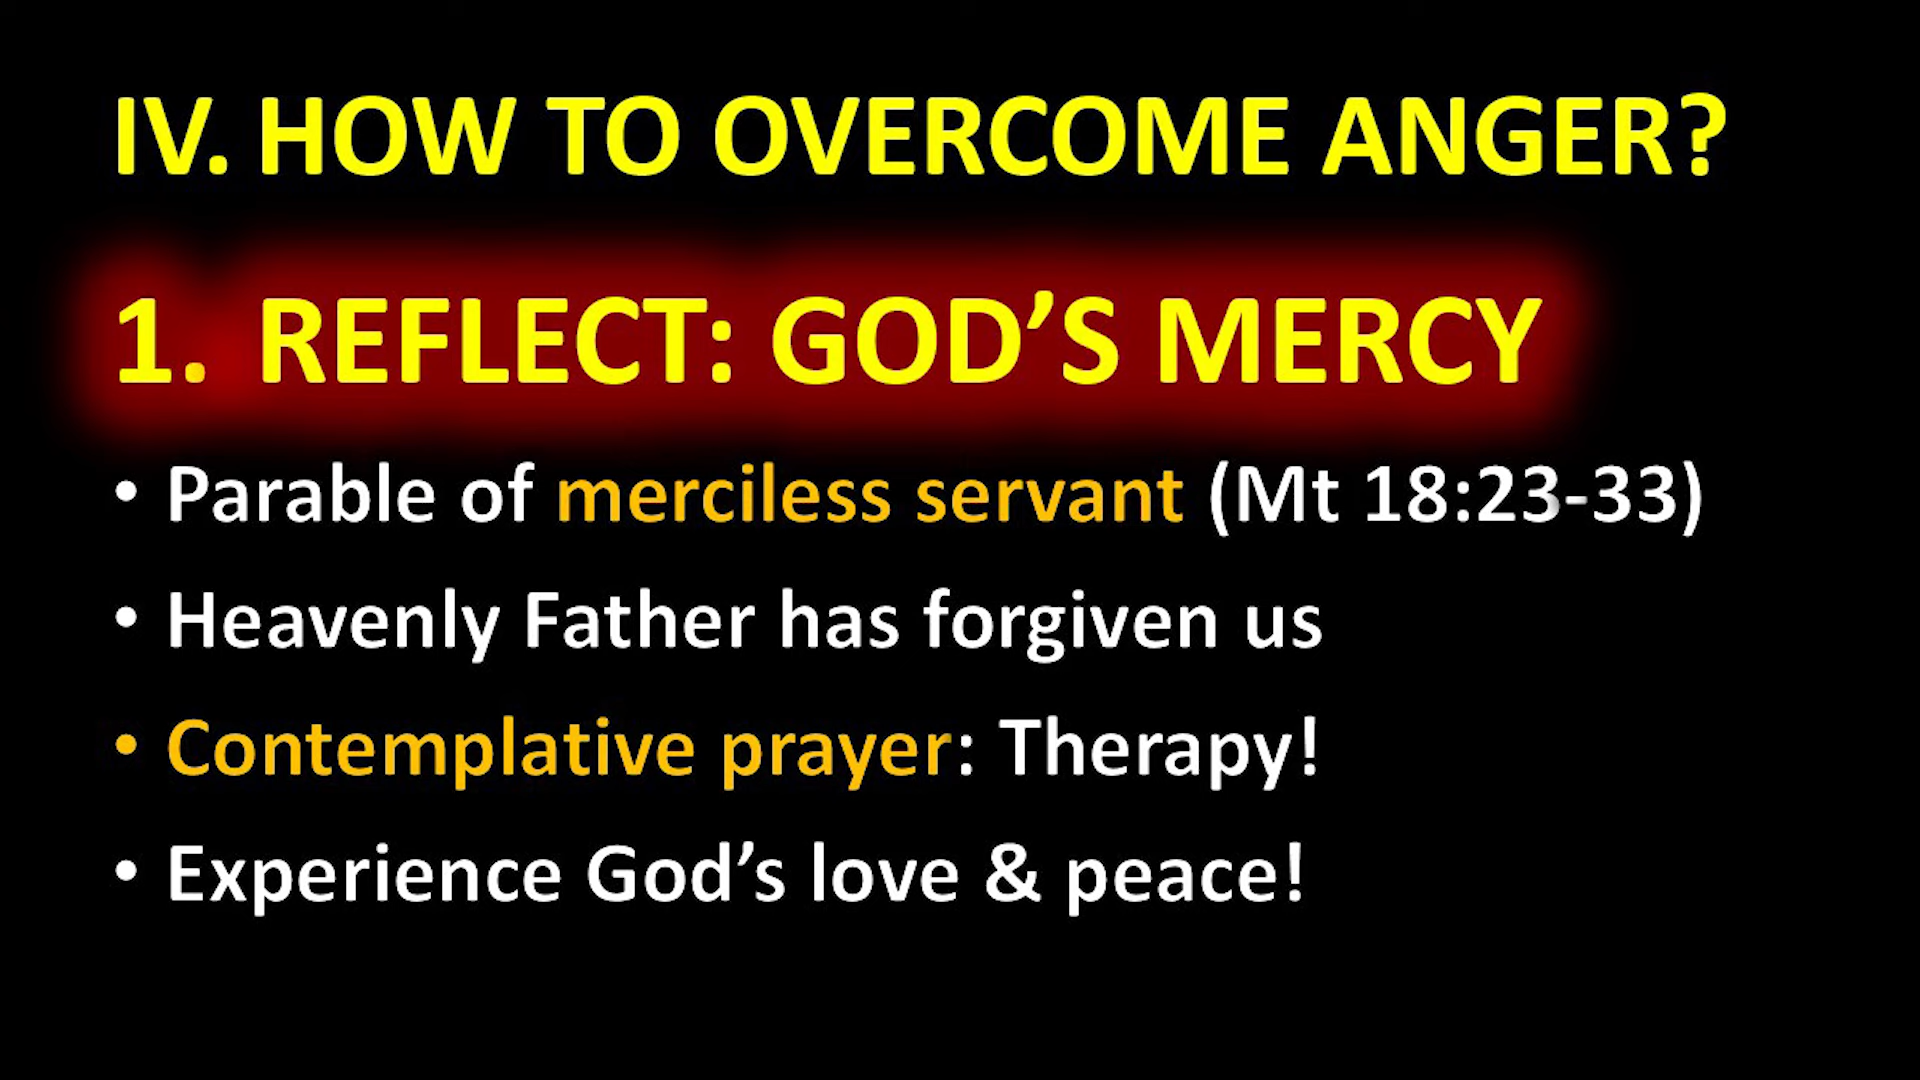 IV. HOW TO OVERCOME ANGER?
1. REFLECT: GOD’S MERCY
• Parable of merciless servant (Mt 18:23-33)
• Heavenly Father has forgiven us
• Contemplative prayer: Therapy!
• Experience God’s love & peace!